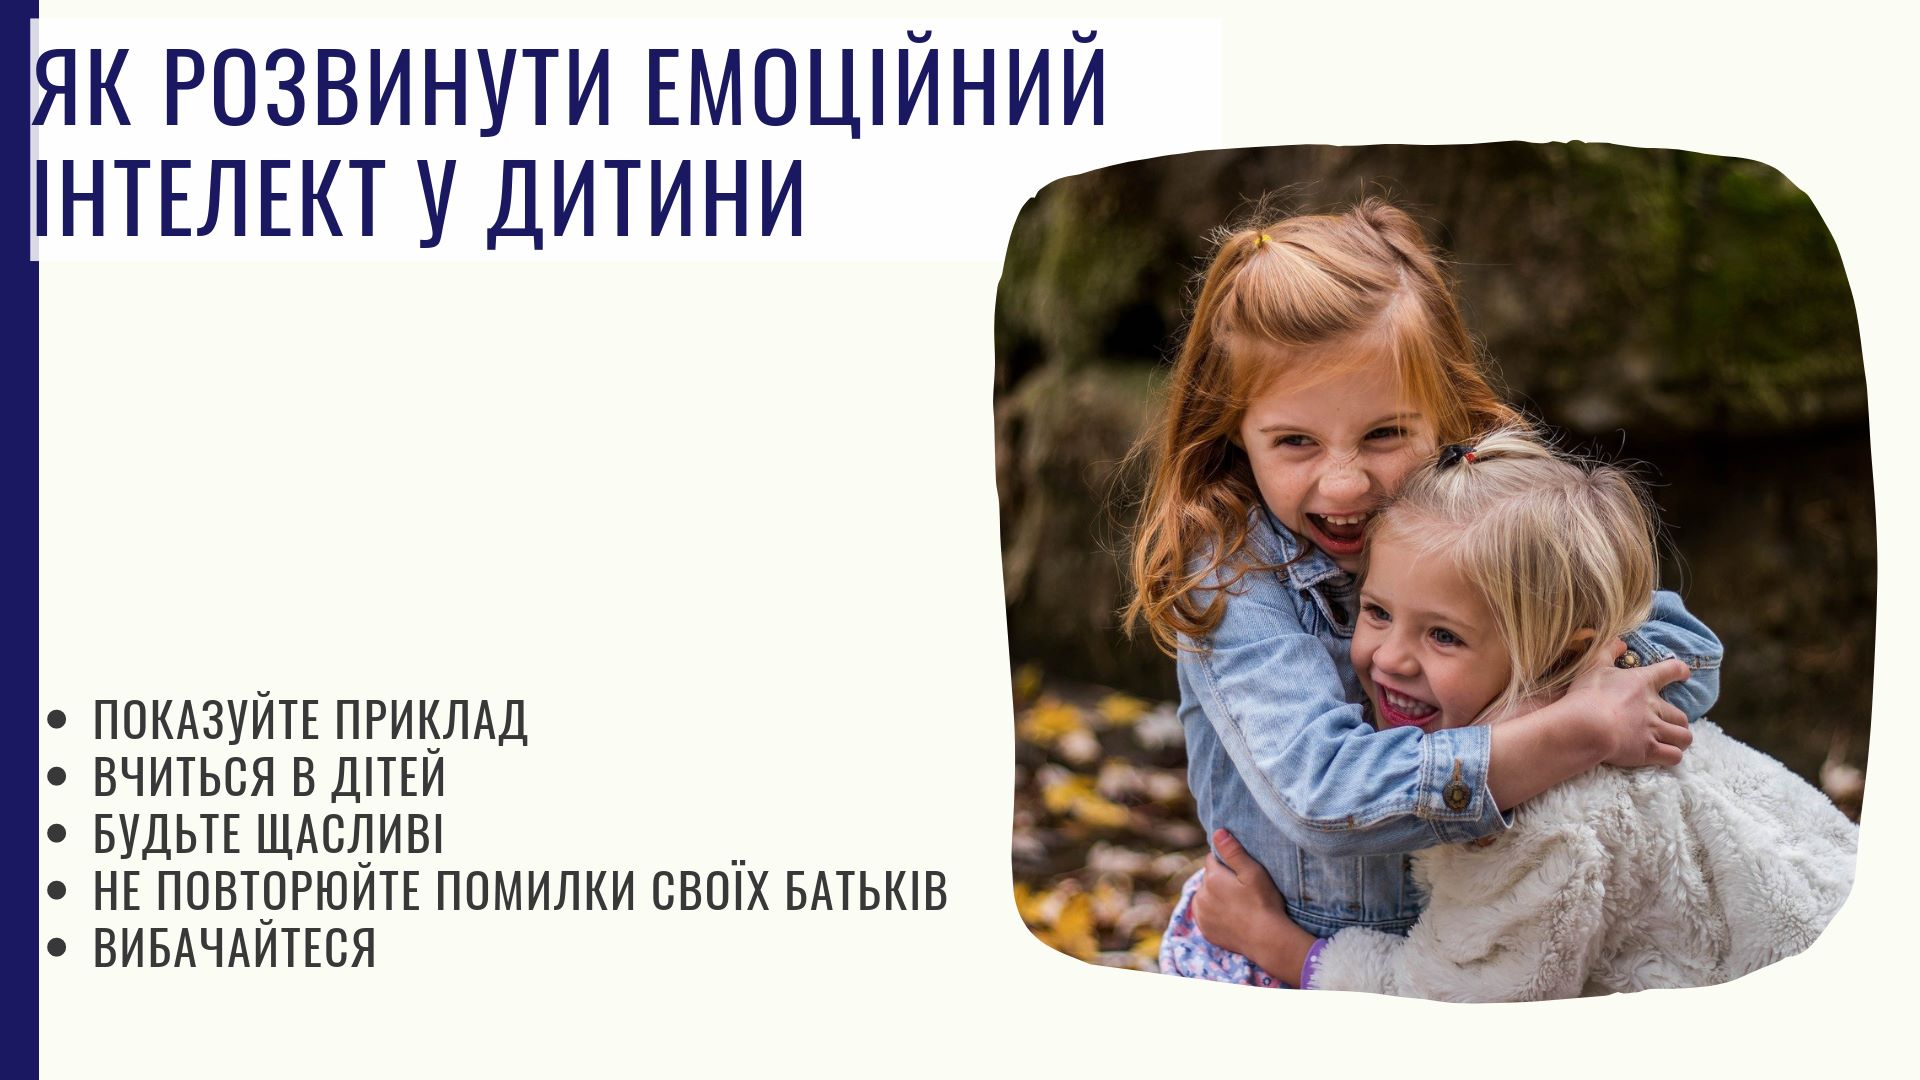 ЯК РОЗВИНУТИ ЕМОЦІЙНИЙ
ІНТЕЛЕКТ У ДИТИНИ
• ПОКАЗУЙТЕ ПРИКЛАД
• ВЧИТЬСЯ В ДІТЕЙ
• БУДЬТЕ ЩАСЛИВІ
• НЕ ПОВТОРЮЙТЕ ПОМИЛКИ СВОЇХ БАТЬКІВ
• ВИБАЧАЙТЕСЯ